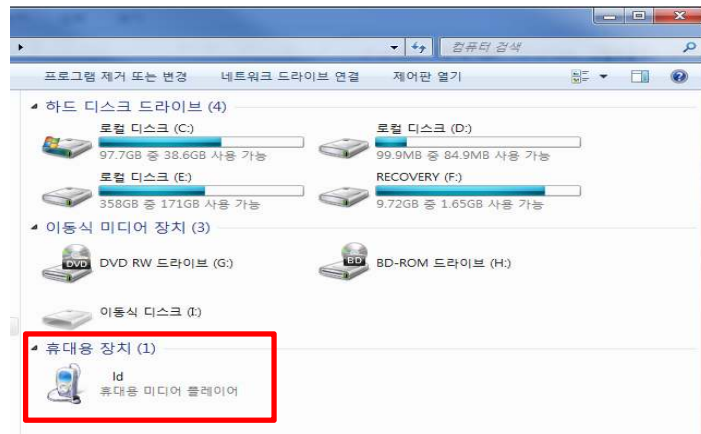 컴퓨터 검색
프로그램 제거 또는 변경 네트워크 드라이브 연결 제어판 열기
하드 디스크 드라이브 (4)
로컬 디스크 (C:)
97.7GB 중 38.6GB 사용 가능
로컬 디스크 (D:)
99.9MB 중 84.9MB 사용 가능
로컬 디스크 (E:)
358GB 중 171GB 사용 가능
RECOVERY (F:)
9.72GB 중 1.65GB 사용 가능
이동식 미디어 장치 (3)
DVD
DVD RW 드라이브 (G:)
BD
BD-ROM 드라이브 (H:)
이동식 디스크 (I:)
휴대용 장치 (1)
Id
휴대용 미디어 플레이어